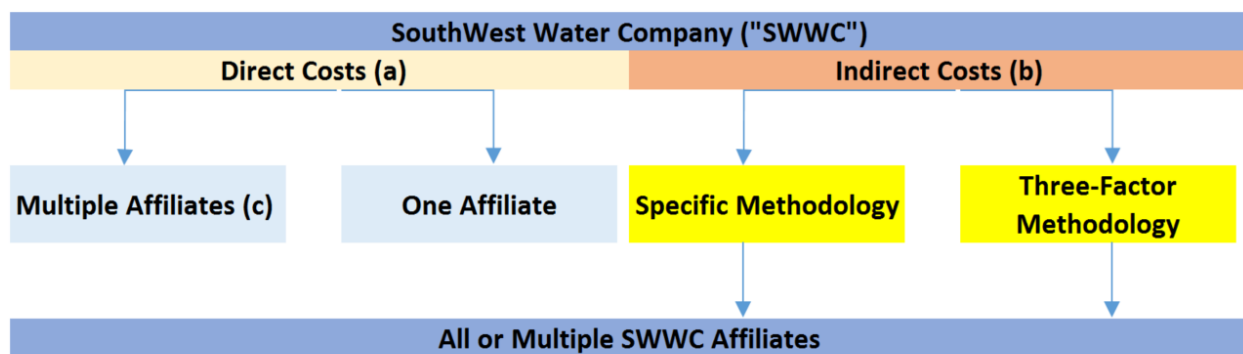 SouthWest Water Company ("SWWC")
Direct Costs (a)
Indirect Costs (b)
Multiple Affiliates (c)
One Affiliate
Specific Methodology
Three-Factor
Methodology
All or Multiple SWWC Affiliates